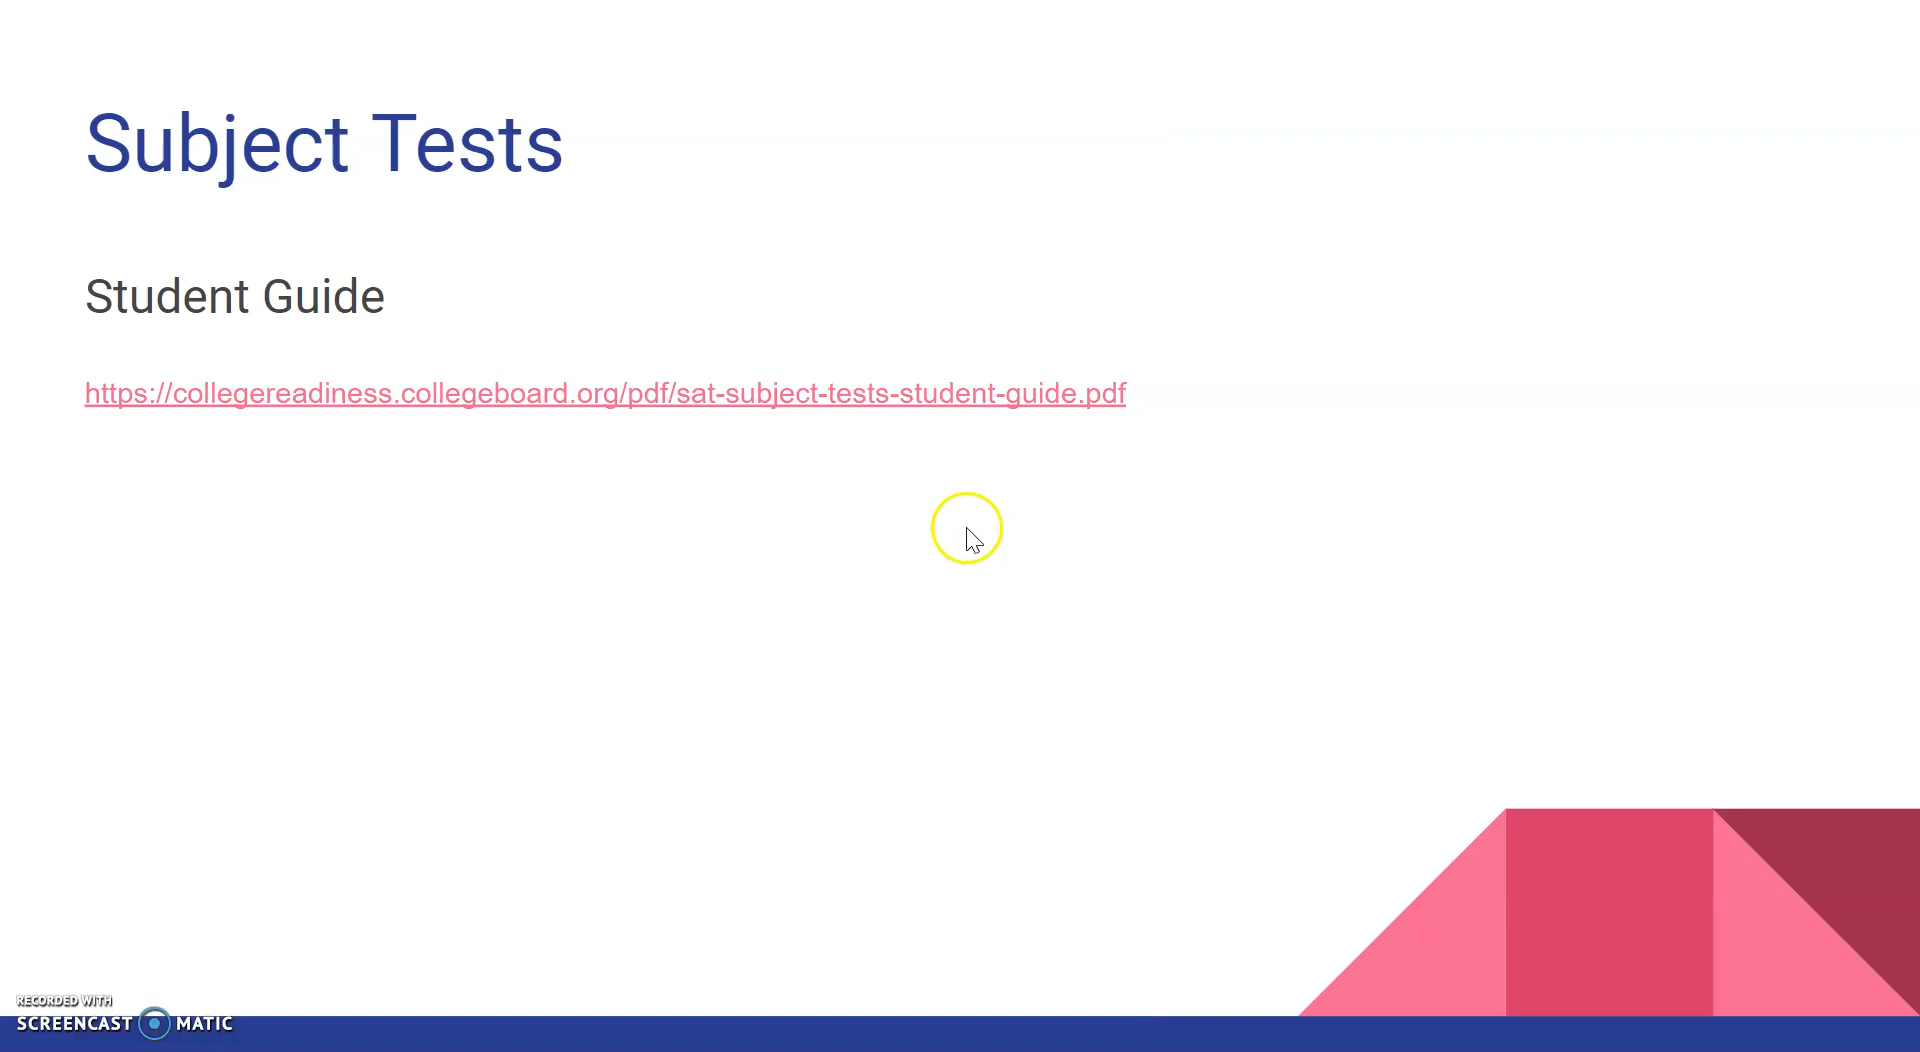 Subject Tests
Student Guide
https://collegereadiness.collegeboard.org/pdf/sat-subject-tests-student-guide.pdf
RECORDED WITH
SCREENCAST MATIC